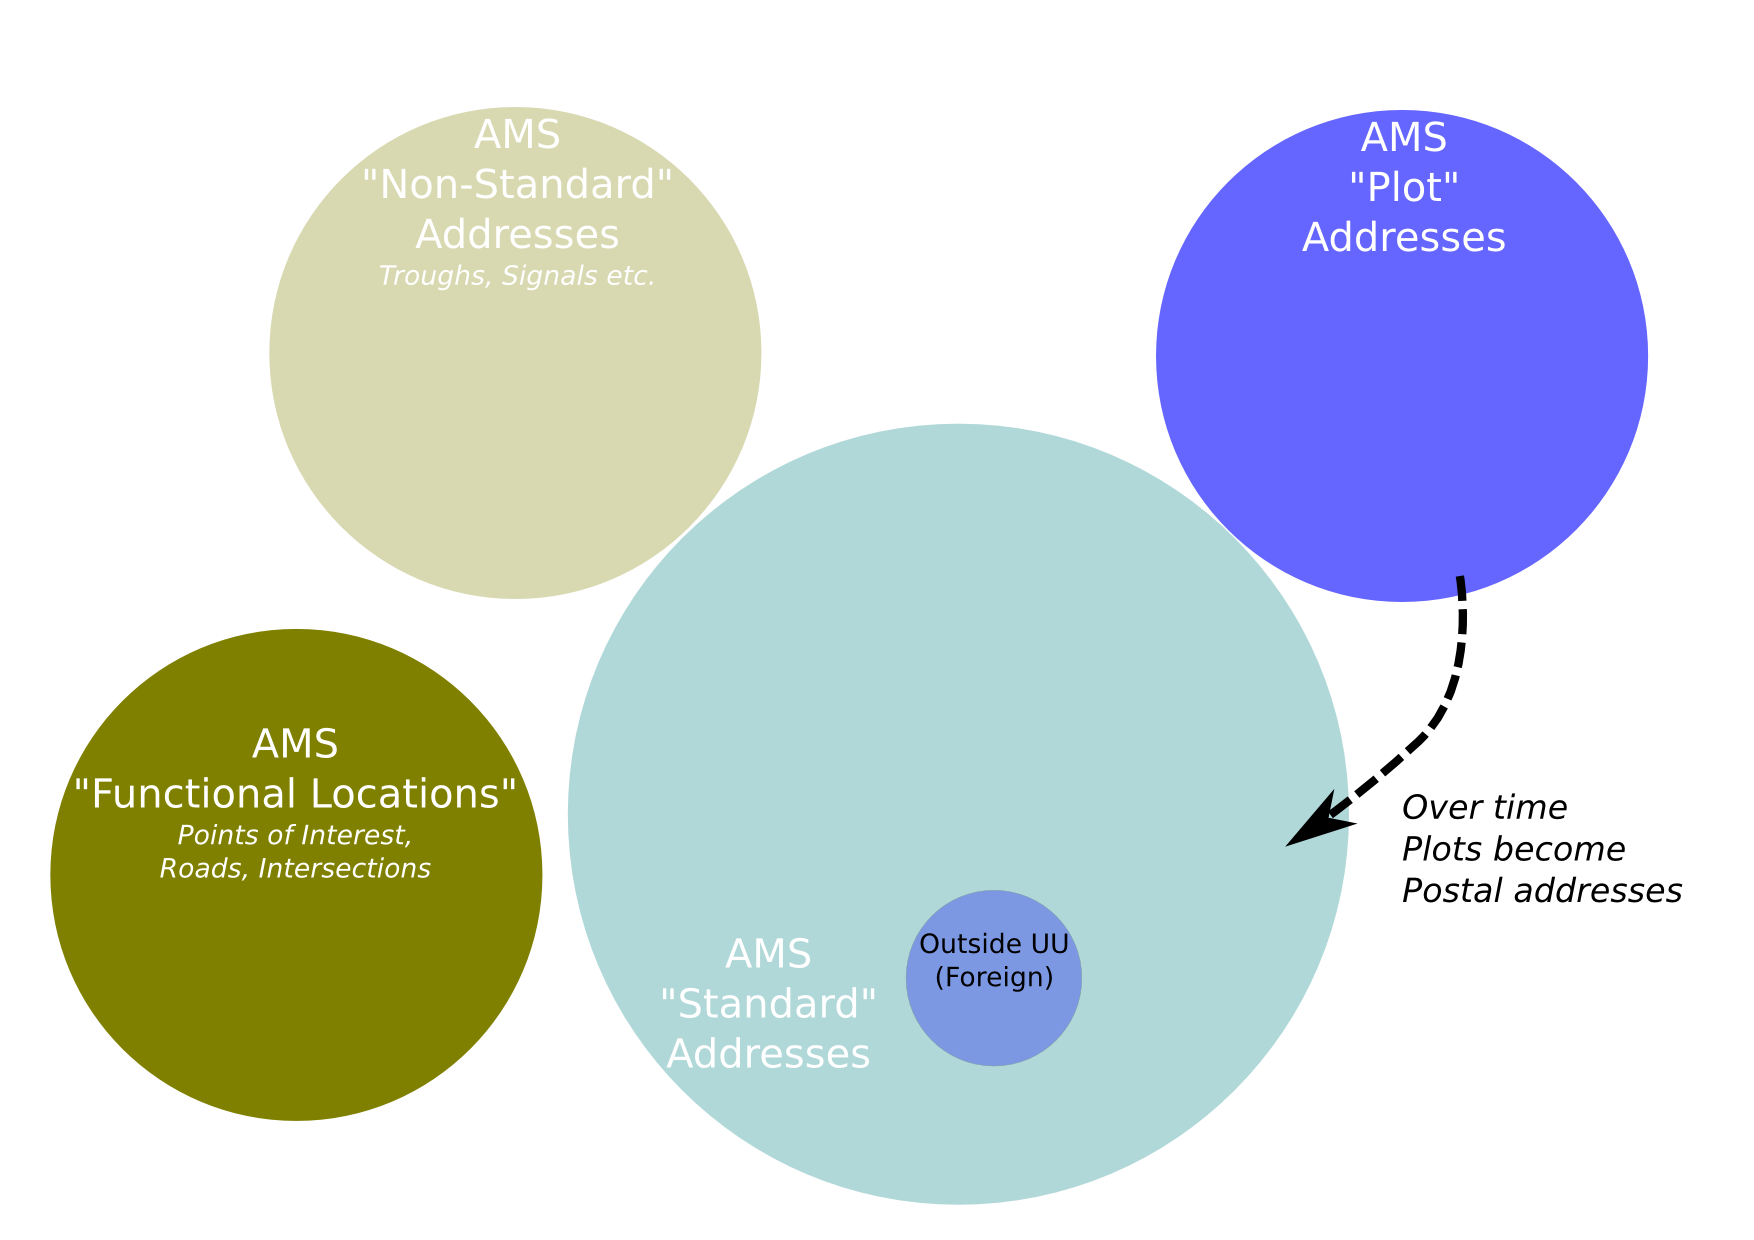 AMS
"Non-Standard"
Addresses
Troughs, Signals etc.
AMS
"Plot"
Addresses
AMS
"Functional Locations"
Points of Interest,
Roads, Intersections
Over time
Plots become
Postal addresses
AMS
"Standard"
Addresses
Outside UU
(Foreign)